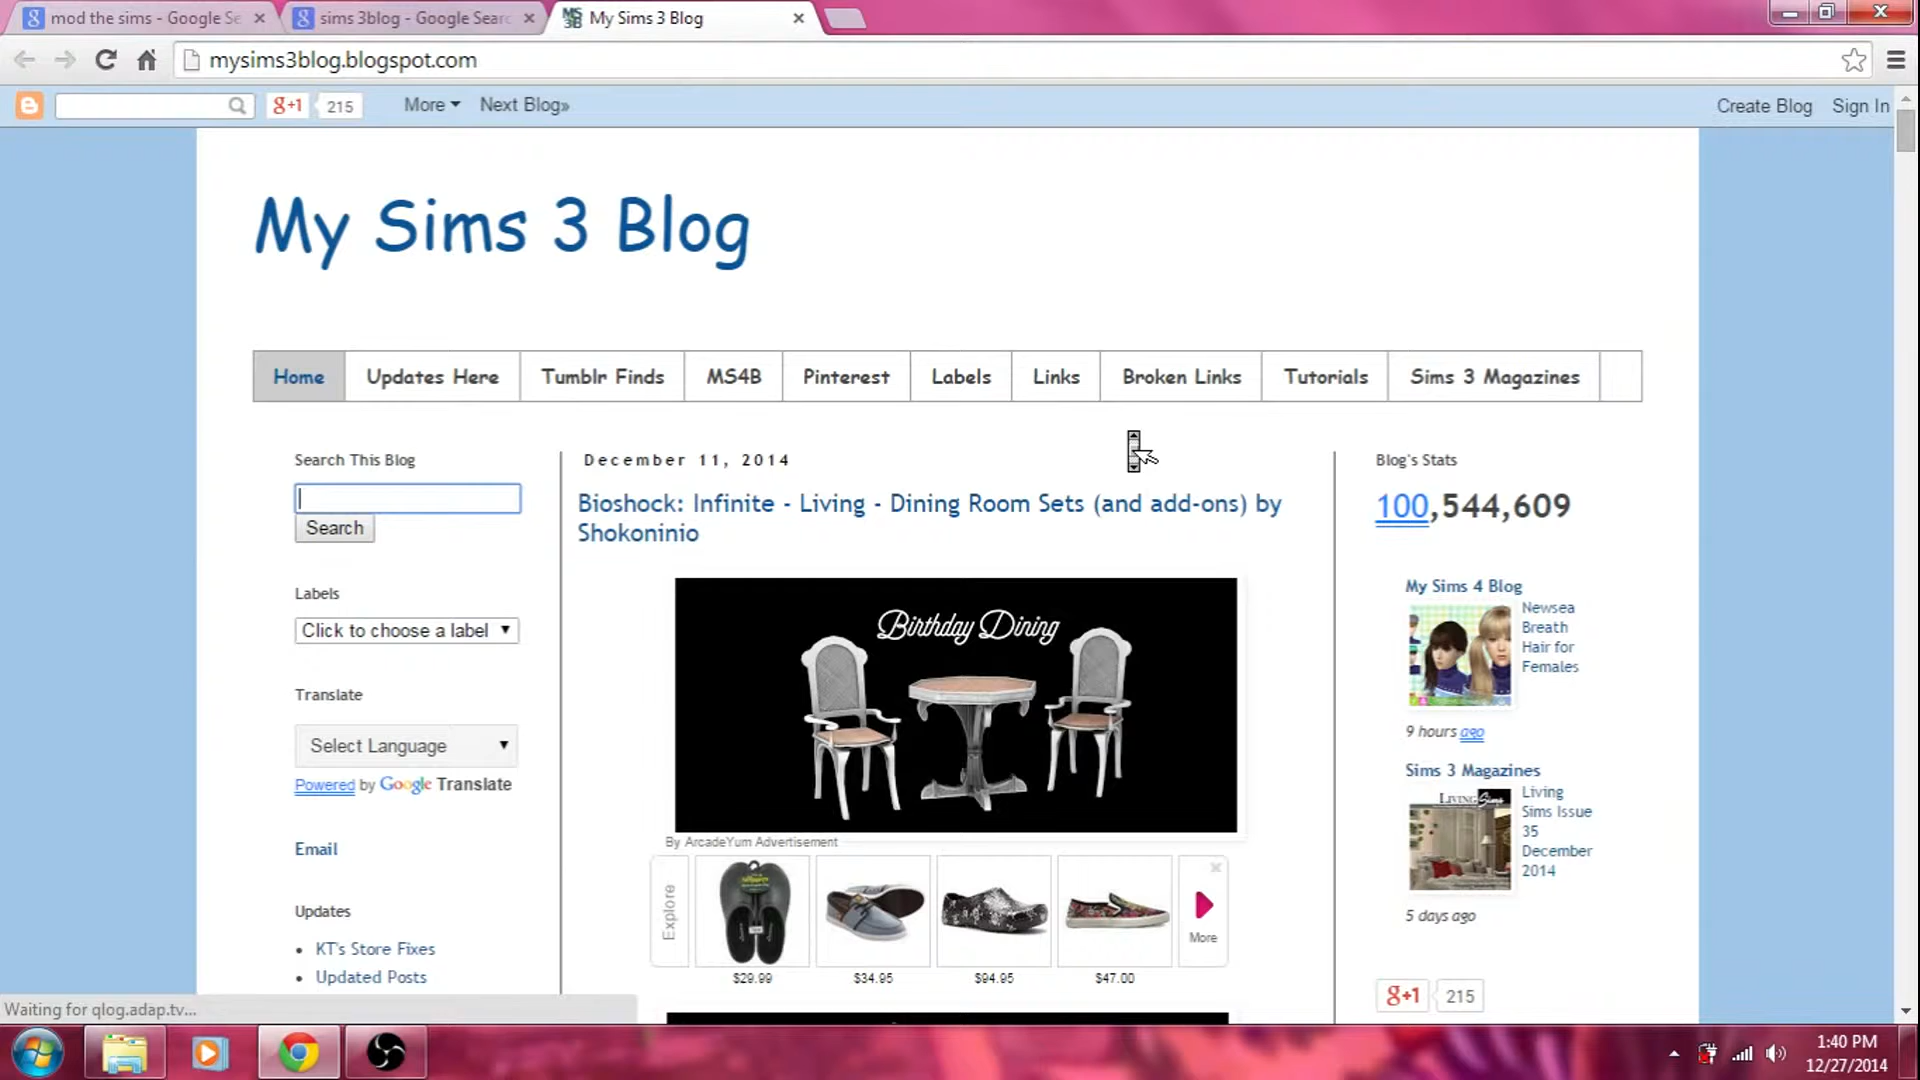 mod the sims - Google Se
sims 3blog - Google Searc
My Sims 3 Blog
mysims3blog.blogspot.com
g+1 215
More
Next Blog»
Create Blog
Sign In
My Sims 3 Blog
Home
Updates Here
Tumblr Finds
MS4B
Pinterest
Labels
Links
Broken Links
Tutorials
Sims 3 Magazines
Search This Blog
Search
Labels
Click to choose a label
Translate
Select Language
Powered by Google Translate
Email
Updates
• KT's Store Fixes
• Updated Posts
December 11, 2014
Bioshock: Infinite - Living - Dining Room Sets (and add-ons) by
Shokoninio
Birthday Dining
By ArcadeYum Advertisement
Explore
$29.99
$34.95
$94.95
$47.00
More
Blog's Stats
100,544,609
My Sims 4 Blog
Newsea
Breath
Hair for
Females
9 hours ago
Sims 3 Magazines
Living Sims
Living
Sims Issue
35
December
2014
5 days ago
g+1 215
Waiting for qlog.adap.tv...
1:40 PM
12/27/2014